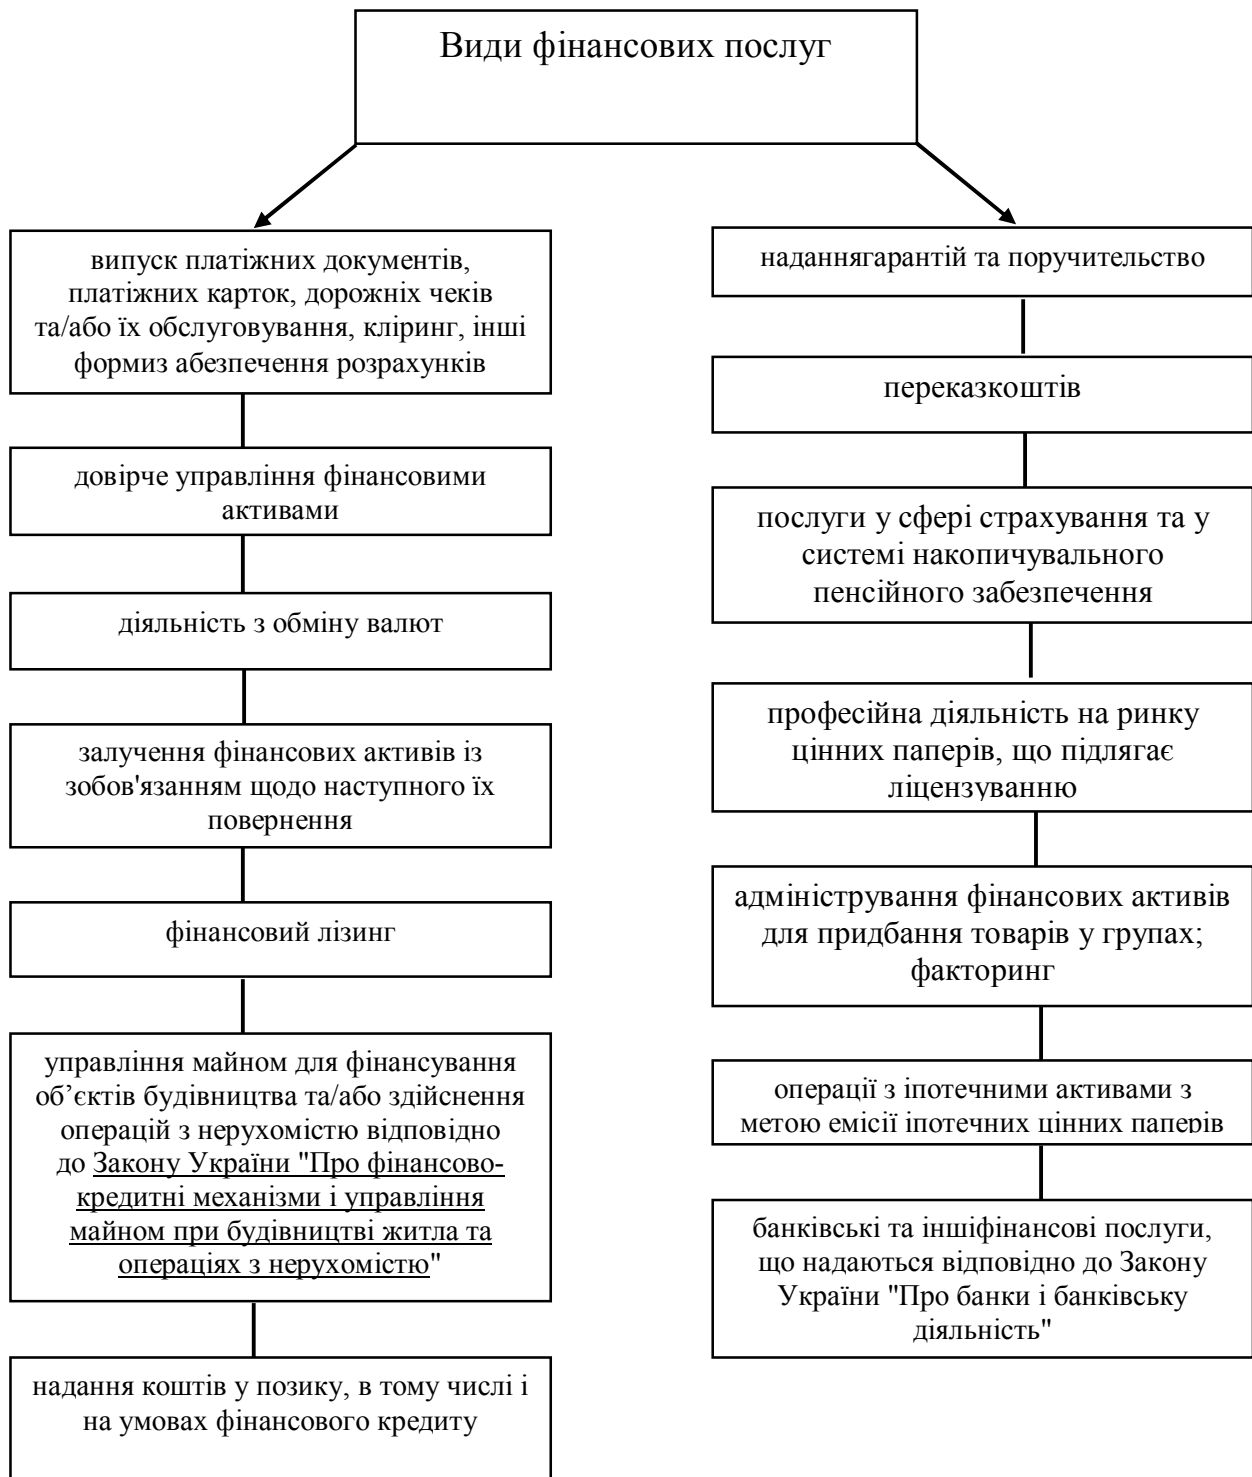 Види фінансових послуг
випуск платіжних документів,
платіжних карток, дорожніх чеків
та/або їх обслуговування, кліринг, інші
формиз абезпечення розрахунків
довірче управління фінансовими
активами
діяльність з обміну валют
залучення фінансових активів із
зобов'язанням щодо наступного їх
повернення
фінансовий лізинг
управління майном для фінансування
об’єктів будівництва та/або здійснення
операцій з нерухомістю відповідно
до Закону України "Про фінансово-
кредитні механізми і управління
майном при будівництві житла та
операціях з нерухомістю"
надання коштів у позику, в тому числі і
на умовах фінансового кредиту
наданнягарантій та поручительство
переказкоштів
послуги у сфері страхування та у
системі накопичувального
пенсійного забезпечення
професійна діяльність на ринку
цінних паперів, що підлягає
ліцензуванню
адміністрування фінансових активів
для придбання товарів у групах;
факторинг
операції з іпотечними активами з
метою емісії іпотечних цінних паперів
банківські та іншіфінансові послуги,
що надаються відповідно до Закону
України "Про банки і банківську
діяльність"